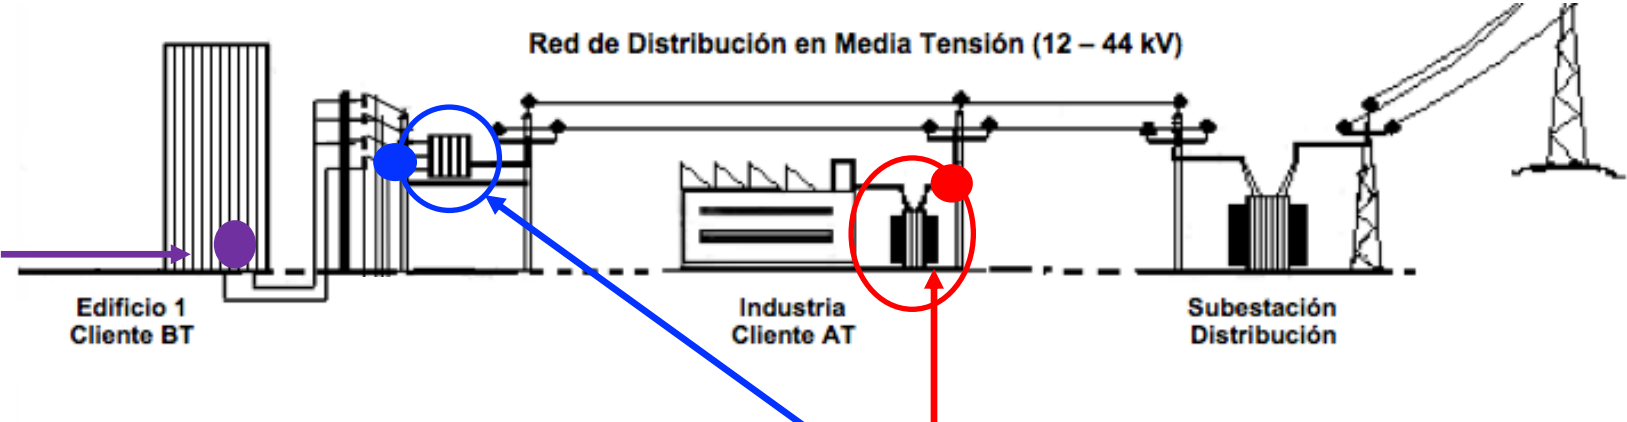 Red de Distribución en Media Tensión (12 – 44 kV)
Edificio 1
Cliente BT
Industria
Cliente AT
Subestación
Distribución